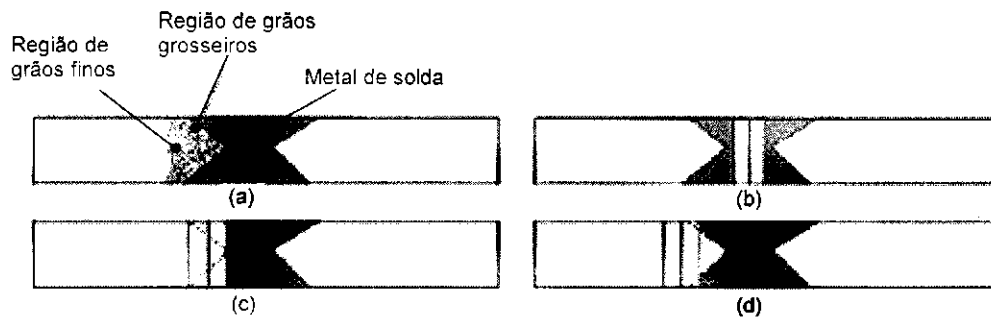 Região de grãos
grosseiros
Região de
grãos finos
Metal de solda
(a)
(b)
(c)
(d)